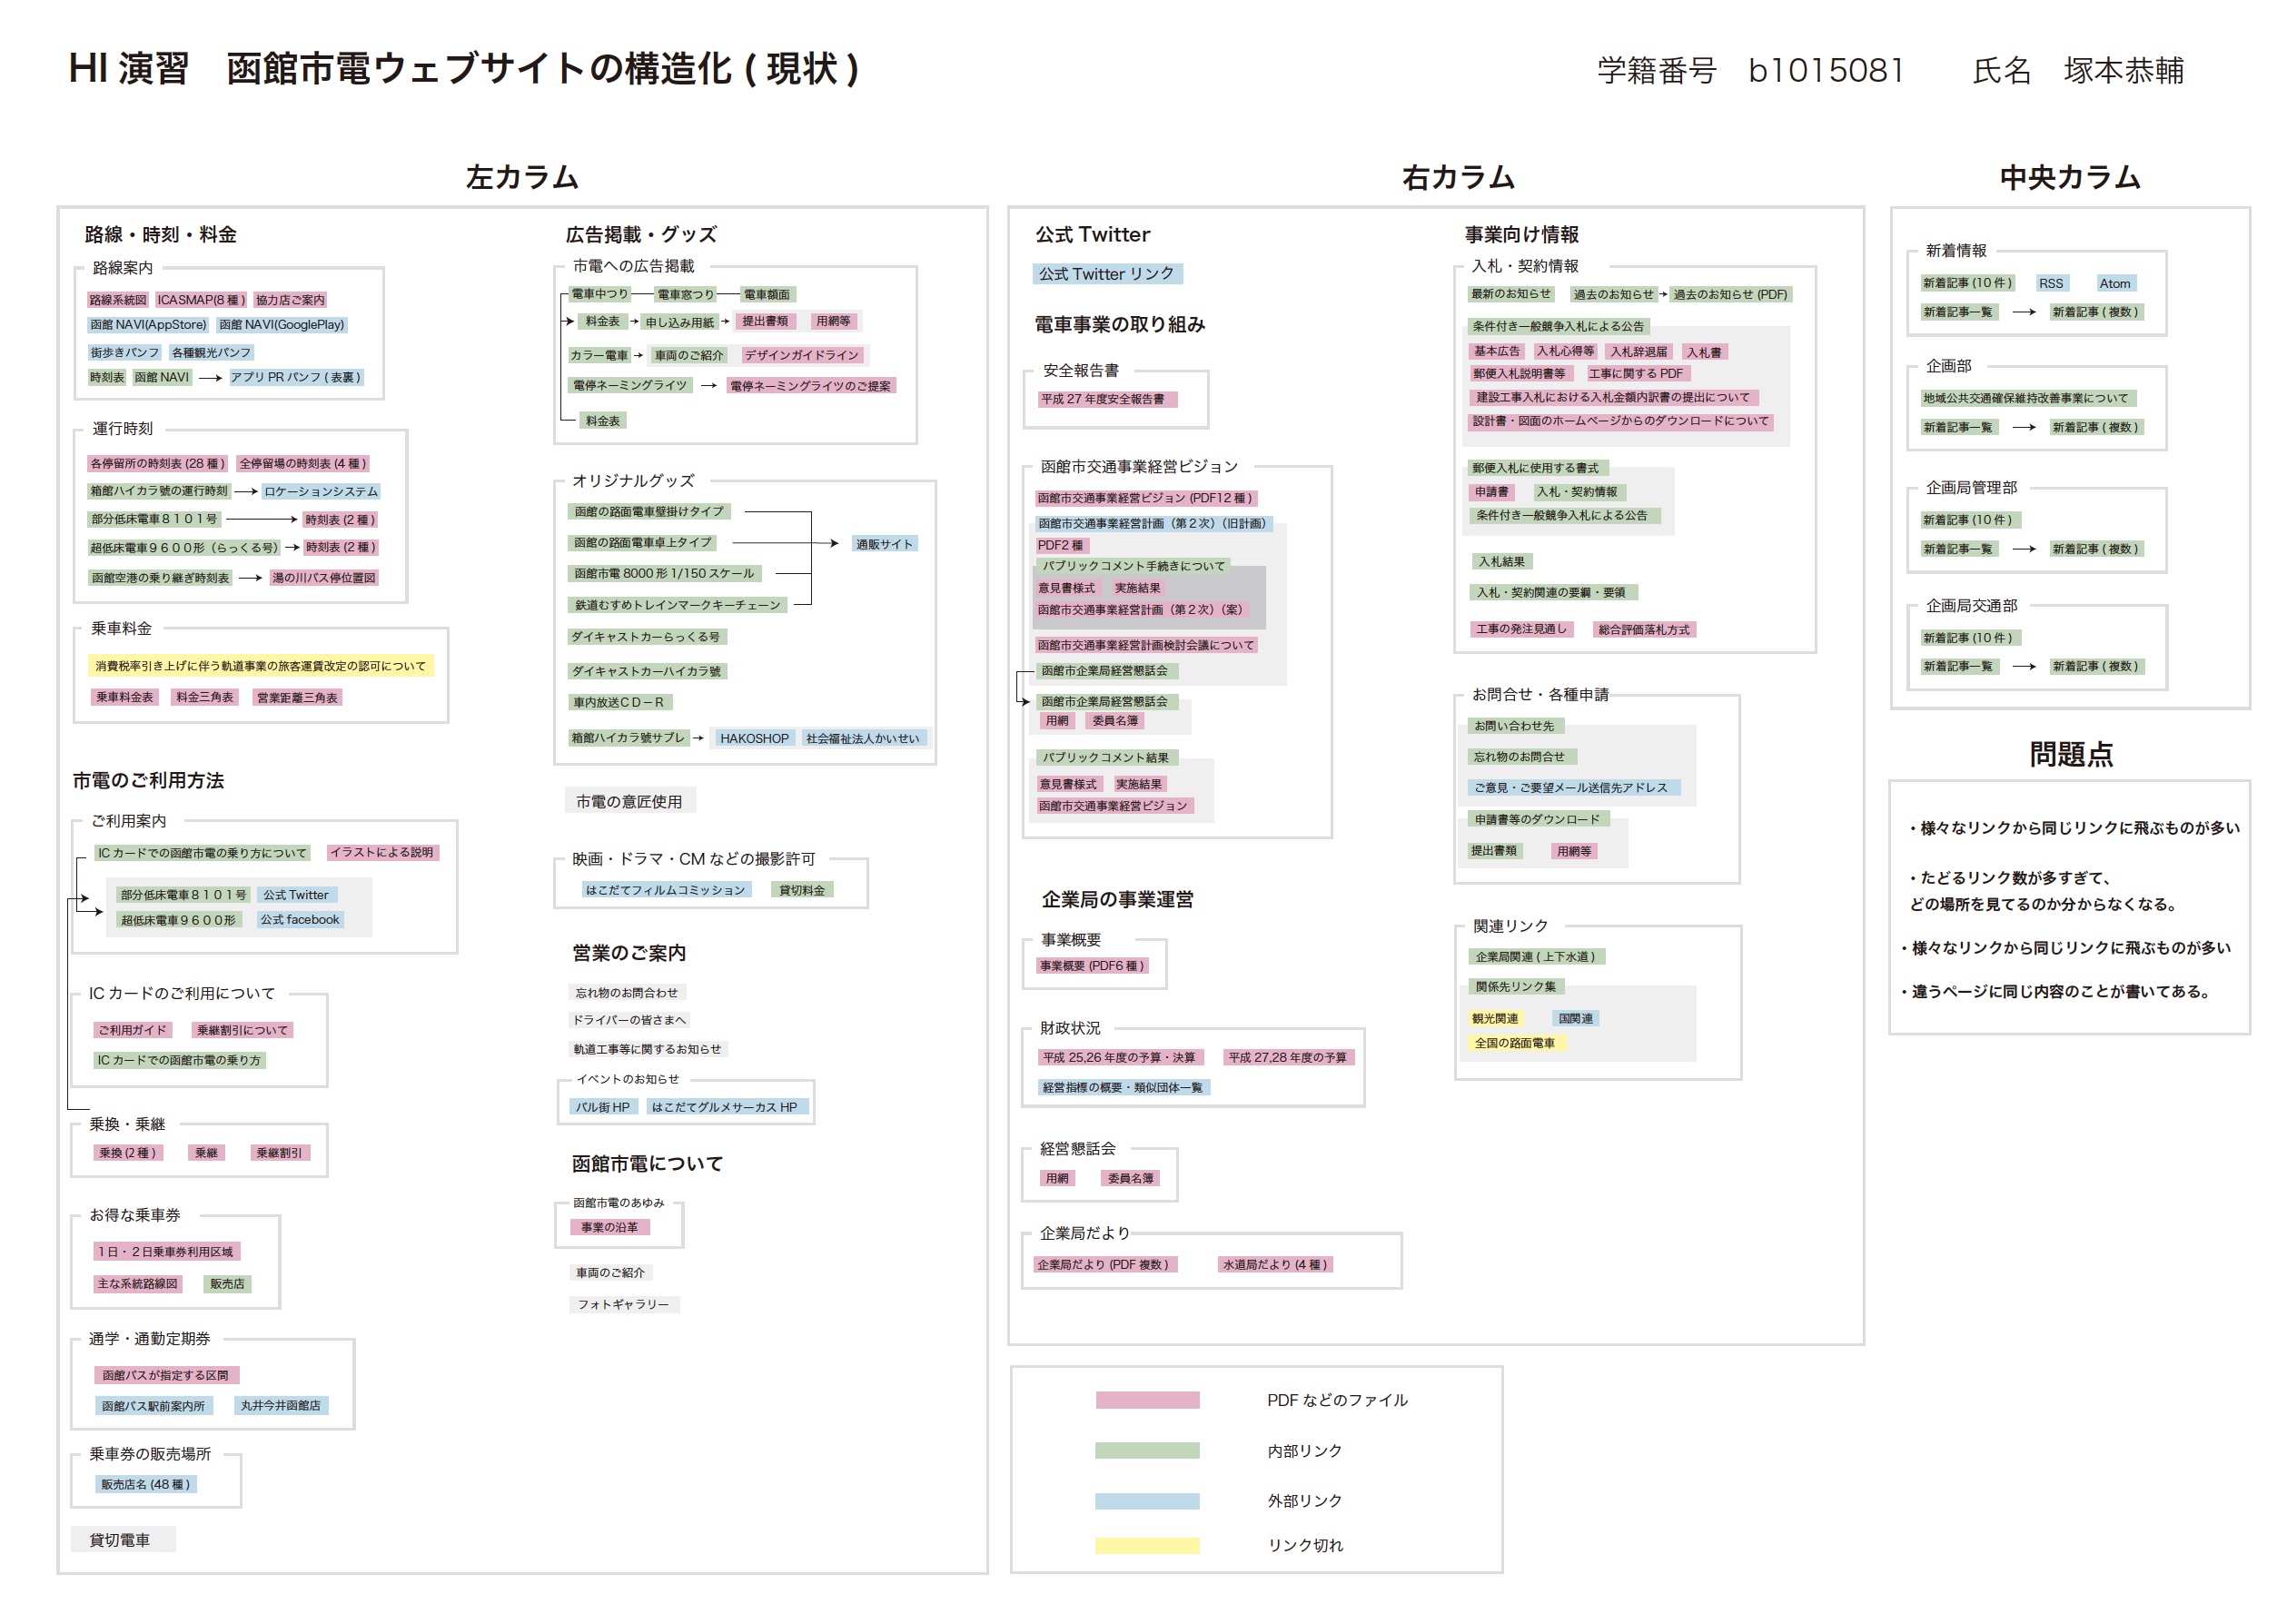 HI 演習　函館市電ウェブサイトの構造化 ( 現状 )
学籍番号　b1015081　　氏名　塚本恭輔
左カラム
路線・時刻・料金
路線案内
路線系統図　ICASMAP(8 種 )　協力店ご案内
函館 NAVI(AppStore)　函館 NAVI(GooglePlay)
街歩きパンフ　各種観光パンフ
時刻表　函館 NAVI → アプリ PR パンフ ( 表裏 )
運行時刻
各停留所の時刻表 (28 種 )　全停留場の時刻表 (4 種 )
箱館ハイカラ號の運行時刻 → ロケーションシステム
部分低床電車８１０１号 → 時刻表 (2 種 )
超低床電車９６００形（らっくる号） → 時刻表 (2 種 )
函館空港の乗り継ぎ時刻表 → 湯の川バス停位置図
乗車料金
消費税率引き上げに伴う軌道事業の旅客運賃改定の認可について
乗車料金表　料金三角表　営業距離三角表
市電のご利用方法
ご利用案内
IC カードでの函館市電の乗り方について　イラストによる説明
部分低床電車８１０１号　公式 Twitter
超低床電車９６００形　公式 facebook
IC カードのご利用について
ご利用ガイド　乗継割引について
IC カードでの函館市電の乗り方
乗換・乗継
乗換 (2 種 )　乗継　乗継割引
お得な乗車券
１日・２日乗車券利用区域
主な系統路線図　販売店
通学・通勤定期券
函館バスが指定する区間
函館バス駅前案内所　丸井今井函館店
乗車券の販売場所
販売店名 (48 種 )
貸切電車
広告掲載・グッズ
市電への広告掲載
電車中つり　電車窓つり　電車額面
料金表 → 申し込み用紙 → 提出書類　用網等
カラー電車 → 車両のご紹介　デザインガイドライン
電停ネーミングライツ → 電停ネーミングライツのご提案
料金表
オリジナルグッズ
函館の路面電車壁掛けタイプ
函館の路面電車卓上タイプ　通販サイト
函館市電 8000 形 1/150 スケール
鉄道むすめトレインマークキーチェーン
ダイキャストカーらっくる号
ダイキャストカーハイカラ號
車内放送ＣＤ－Ｒ
箱館ハイカラ號サブレ → HAKOSHOP　社会福祉法人かいせい
市電の意匠使用
映画・ドラマ・CM などの撮影許可
はこだてフィルムコミッション　貸切料金
営業のご案内
忘れ物のお問合わせ
ドライバーの皆さまへ
軌道工事等に関するお知らせ
イベントのお知らせ
バル街 HP　はこだてグルメサーカス HP
函館市電について
函館市電のあゆみ
事業の沿革
車両のご紹介
フォトギャラリー
右カラム
公式 Twitter
公式 Twitter リンク
電車事業の取り組み
安全報告書
平成 27 年度安全報告書
函館市交通事業経営ビジョン
函館市交通事業経営ビジョン (PDF12 種 )
函館市交通事業経営計画（第２次）（旧計画）
PDF2 種
パブリックコメント手続きについて
意見書様式　実施結果
函館市交通事業経営計画（第２次）（案）
函館市交通事業経営計画検討会議について
函館市企業局経営懇話会
函館市企業局経営懇話会
用網　委員名簿
パブリックコメント結果
意見書様式　実施結果
函館市交通事業経営ビジョン
企業局の事業運営
事業概要
事業概要 (PDF6 種 )
財政状況
平成 25,26 年度の予算・決算　平成 27,28 年度の予算
経営指標の概要・類似団体一覧
経営懇話会
用網　委員名簿
企業局だより
企業局だより (PDF 複数 )　水道局だより (4 種 )
事業向け情報
入札・契約情報
最新のお知らせ　過去のお知らせ → 過去のお知らせ (PDF)
条件付き一般競争入札による公告
基本広告　入札心得等　入札辞退届　入札書
郵便入札説明書等　工事に関する PDF
建設工事入札における入札金額内訳書の提出について
設計書・図面のホームページからのダウンロードについて
郵便入札に使用する書式
申請書　入札・契約情報
条件付き一般競争入札による公告
入札結果
入札・契約関連の要綱・要領
工事の発注見通し　総合評価落札方式
お問合せ・各種申請
お問い合わせ先
忘れ物のお問合せ
ご意見・ご要望メール送信先アドレス
申請書等のダウンロード
提出書類　用網等
関連リンク
企業局関連 ( 上下水道 )
関係先リンク集
観光関連　国関連
全国の路面電車
中央カラム
新着情報
新着記事 (10 件 )　RSS　Atom
新着記事一覧 → 新着記事 ( 複数 )
企画部
地域公共交通確保維持改善事業について
新着記事一覧 → 新着記事 ( 複数 )
企画局管理部
新着記事 (10 件 )
新着記事一覧 → 新着記事 ( 複数 )
企画局交通部
新着記事 (10 件 )
新着記事一覧 → 新着記事 ( 複数 )
問題点
・様々なリンクから同じリンクに飛ぶものが多い
・たどるリンク数が多すぎて、
どの場所を見てるのか分からなくなる。
・様々なリンクから同じリンクに飛ぶものが多い
・違うページに同じ内容のことが書いてある。
PDF などのファイル
内部リンク
外部リンク
リンク切れ